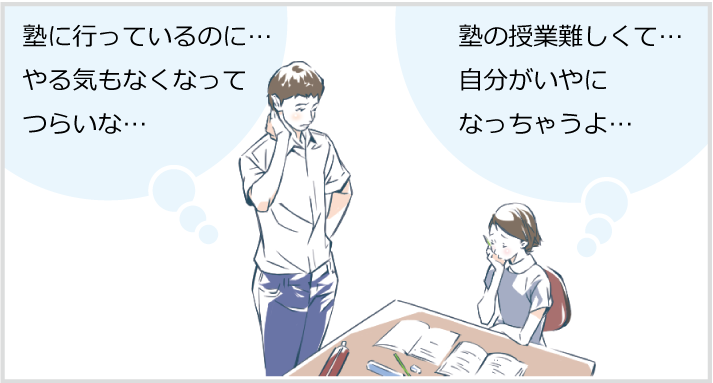 塾に行っているのに…
やる気もなくなって
つらいな…
塾の授業難しくて…
自分がいやに
なっちゃうよ…